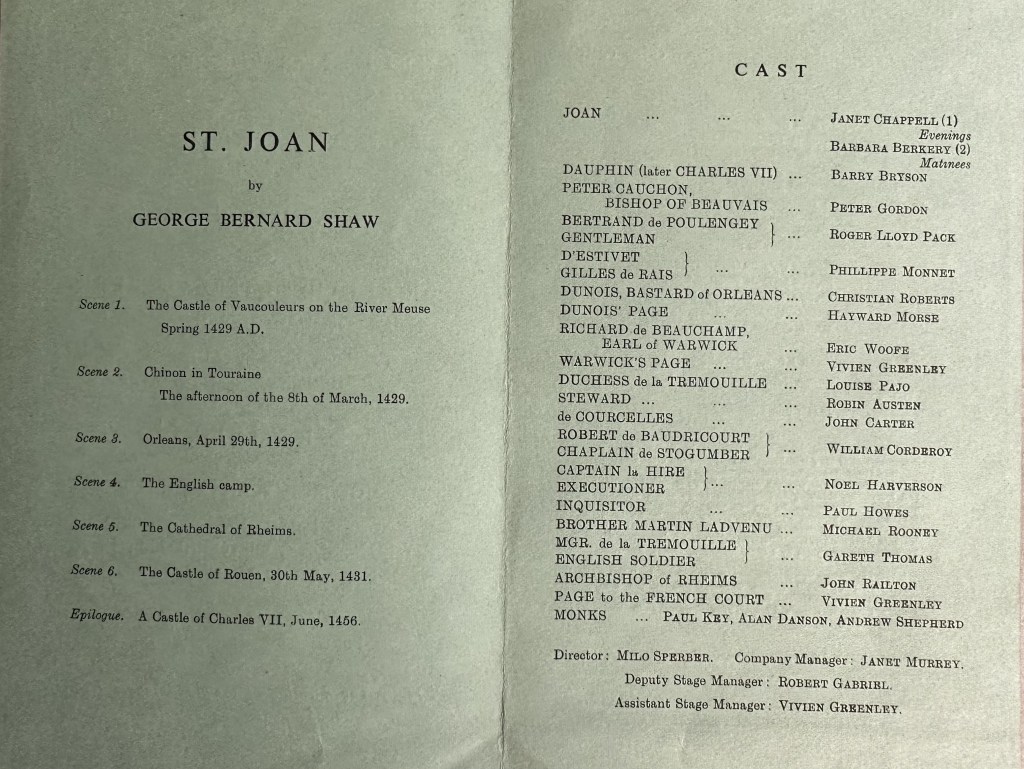 ST. JOAN
by
GEORGE BERNARD SHAW
Scene 1. The Castle of Vaucouleurs on the River Meuse
Spring 1429 A.D.
Scene 2. Chinon in Touraine
The afternoon of the 8th of March, 1429.
Scene 3. Orleans, April 29th, 1429.
Scene 4. The English camp.
Scene 5. The Cathedral of Rheims.
Scene 6. The Castle of Rouen, 30th May, 1431.
Epilogue. A Castle of Charles VII, June, 1456.
CAST
JOAN ... ... ... JANET CHAPPELL (1)
Evenings
BARBARA BERKERY (2)
Matinees
DAUPHIN (later CHARLES VII) ... BARRY BRYSON
PETER CAUCHON,
BISHOP OF BEAUVAIS ... PETER GORDON
BERTRAND de POULENGEY
GENTLEMAN } ... ROGER LLOYD PACK
D'ESTIVET
GILLES de RAIS } ... ... PHILLIPPE MONNET
DUNOIS, BASTARD of ORLEANS ... CHRISTIAN ROBERTS
DUNOIS' PAGE ... ... HAYWARD MORSE
RICHARD de BEAUCHAMP,
EARL of WARWICK ... ERIC WOOFE
WARWICK'S PAGE ... ... VIVIEN GREENLEY
DUCHESS de la TREMOUILLE ... LOUISE PAJO
STEWARD ... ... ... ROBIN AUSTEN
de COURCELLES ... ... JOHN CARTER
ROBERT de BAUDRICOURT
CHAPLAIN de STOGUMBER } ... WILLIAM CORDEROY
CAPTAIN la HIRE
EXECUTIONER } ... ... NOEL HARVERSON
INQUISITOR ... ... PAUL HOWES
BROTHER MARTIN LADVENU ... MICHAEL ROONEY
MGR. de la TREMOUILLE
ENGLISH SOLDIER } ... GARETH THOMAS
ARCHBISHOP of RHEIMS ... JOHN RAILTON
PAGE to the FRENCH COURT ... VIVIEN GREENLEY
MONKS ... PAUL KEY, ALAN DANSON, ANDREW SHEPHERD
Director: MILO SPERBER. Company Manager: JANET MURREY.
Deputy Stage Manager: ROBERT GABRIEL.
Assistant Stage Manager: VIVIEN GREENLEY.